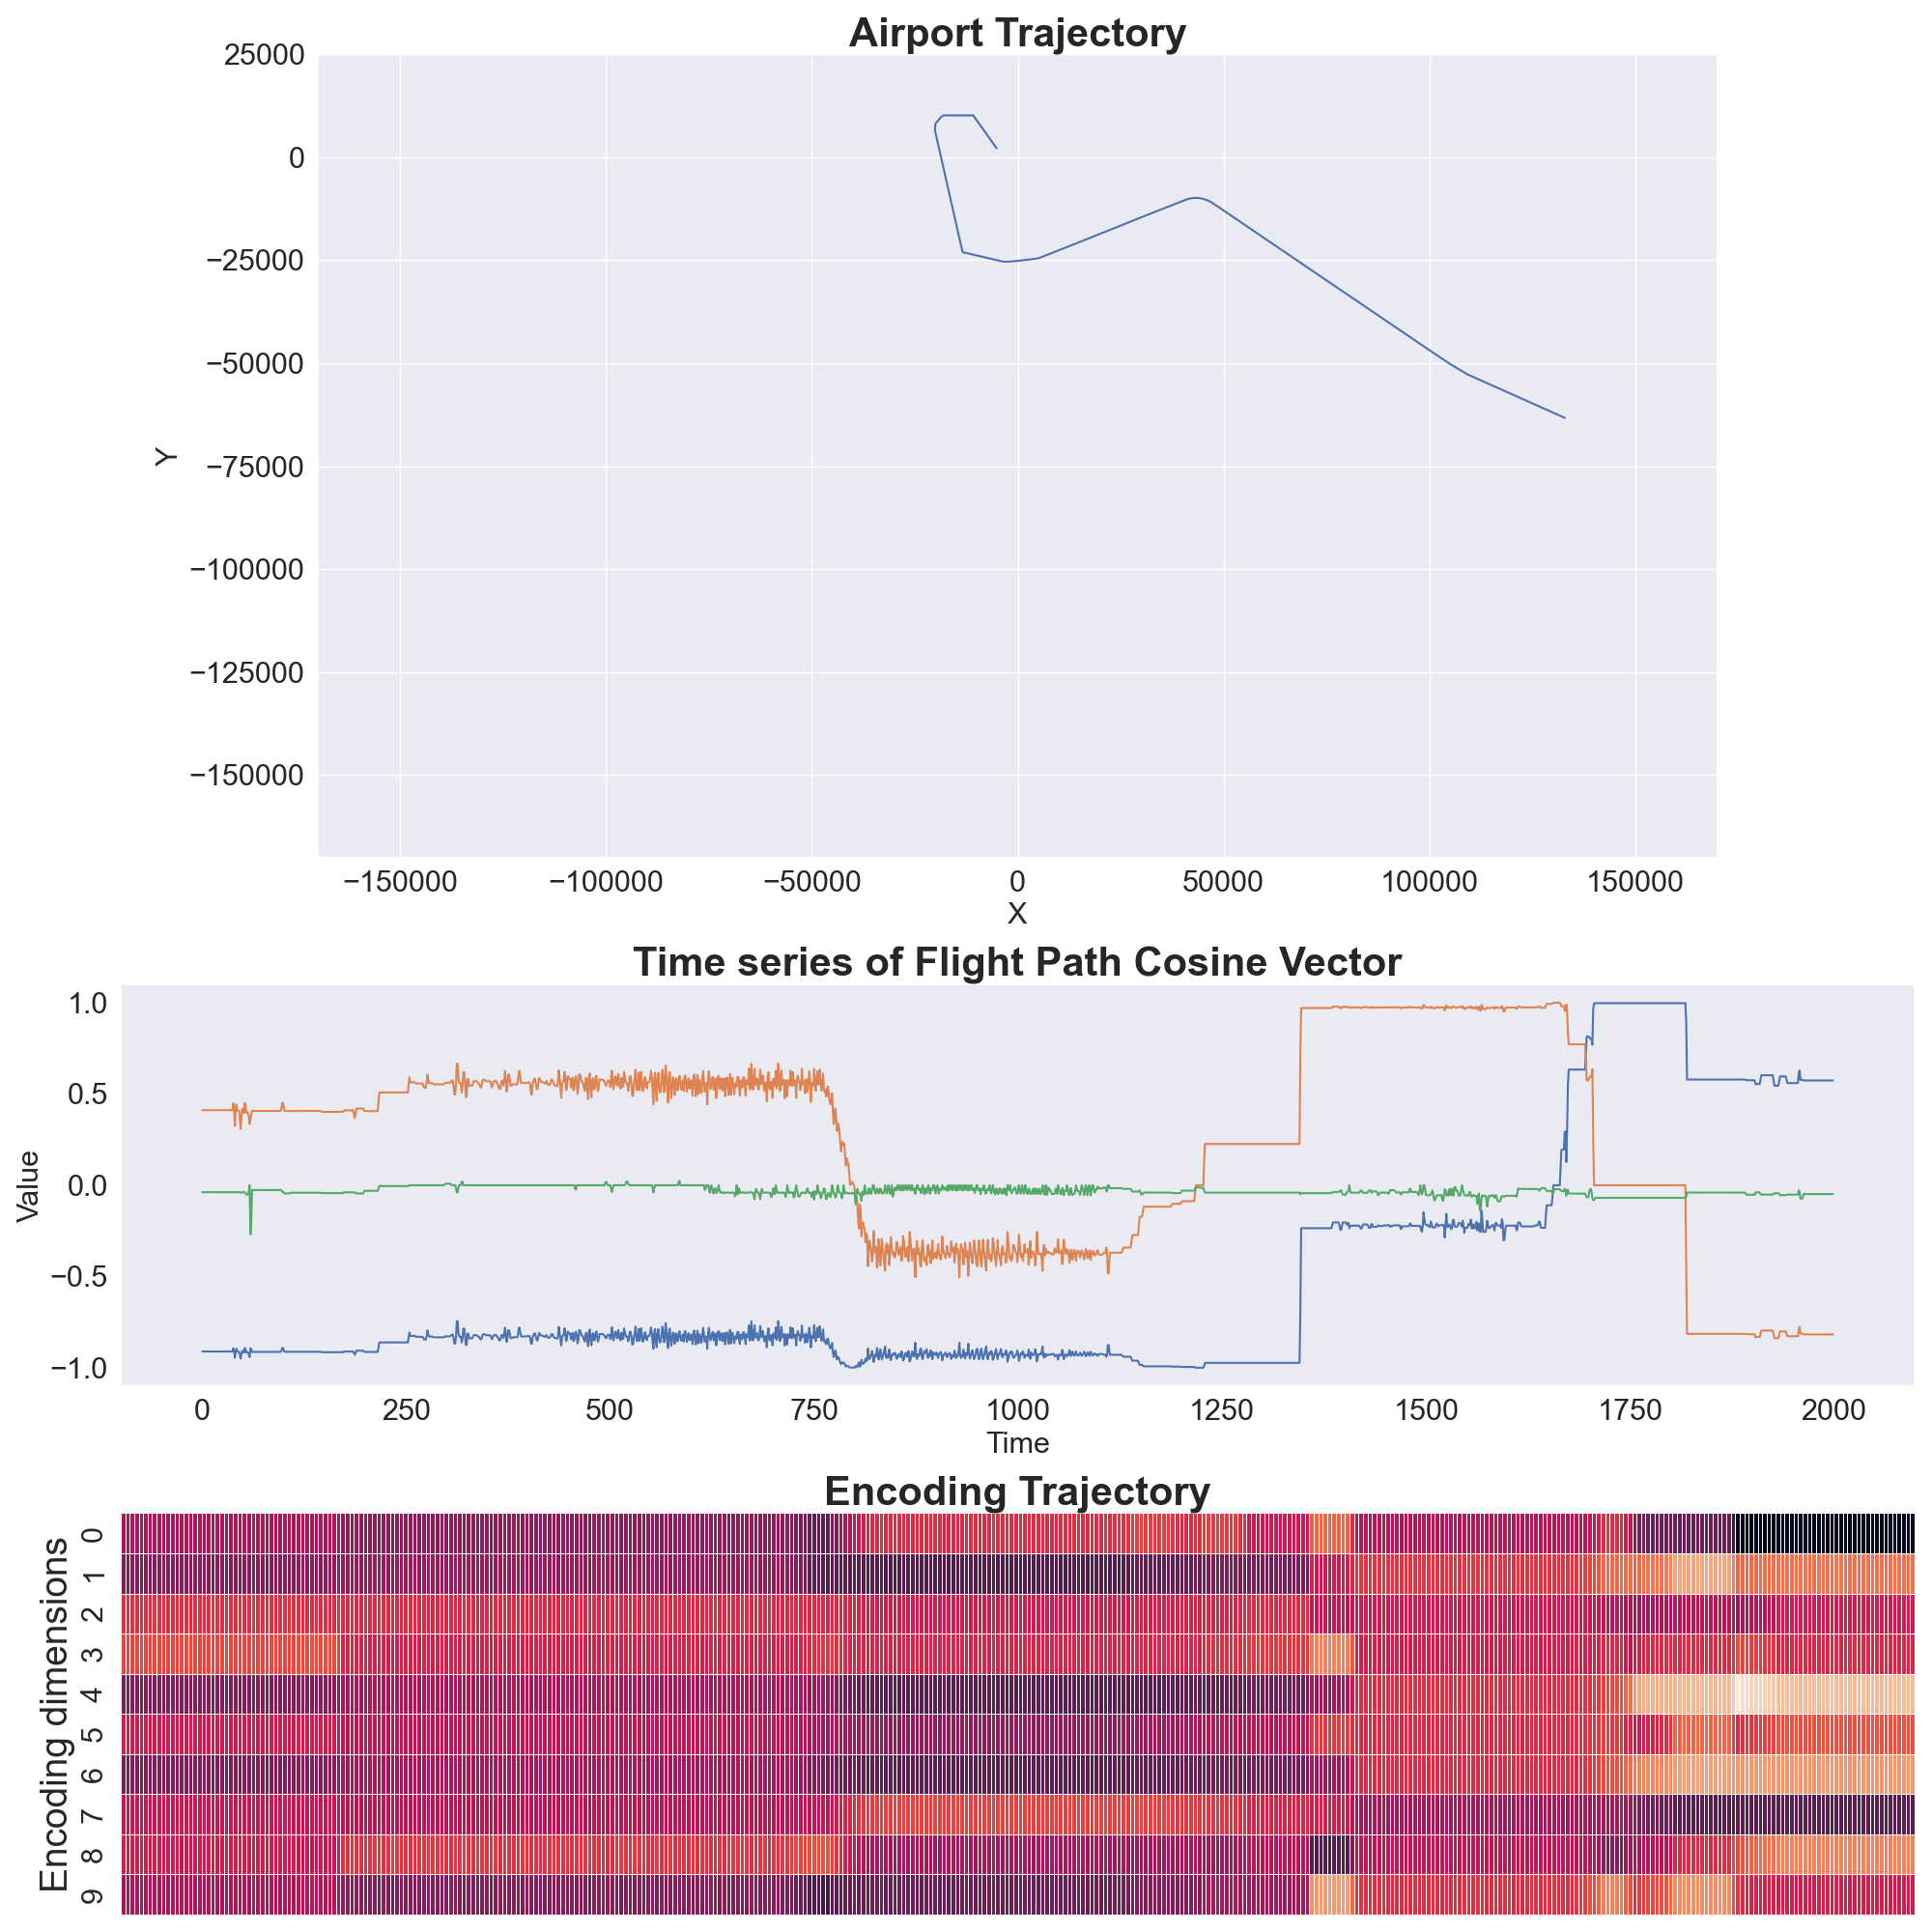 Airport Trajectory
25000
0
−25000
−50000
−75000
−100000
−125000
−150000
Y
−150000 −100000 −50000 0 50000 100000 150000
X
Time series of Flight Path Cosine Vector
1.0
0.5
0.0
−0.5
−1.0
Value
0 250 500 750 1000 1250 1500 1750 2000
Time
Encoding Trajectory
Encoding dimensions
0
1
2
3
4
5
6
7
8
9